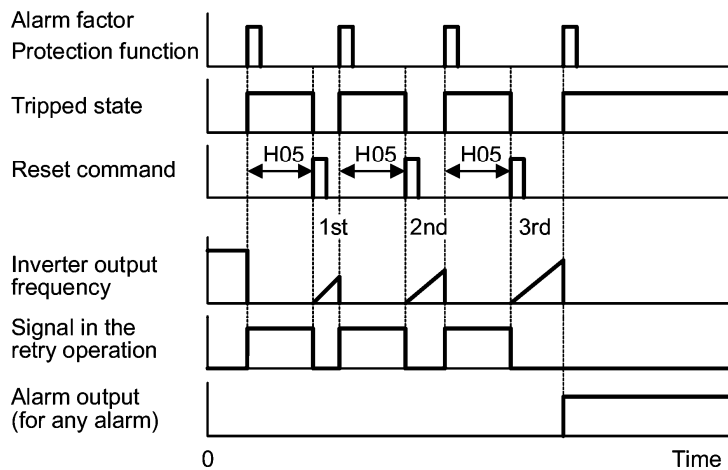 Alarm factor
Protection function
Tripped state
H05 H05 H05
Reset command
1st 2nd 3rd
Inverter output
frequency
Signal in the
retry operation
Alarm output
(for any alarm)
0 Time